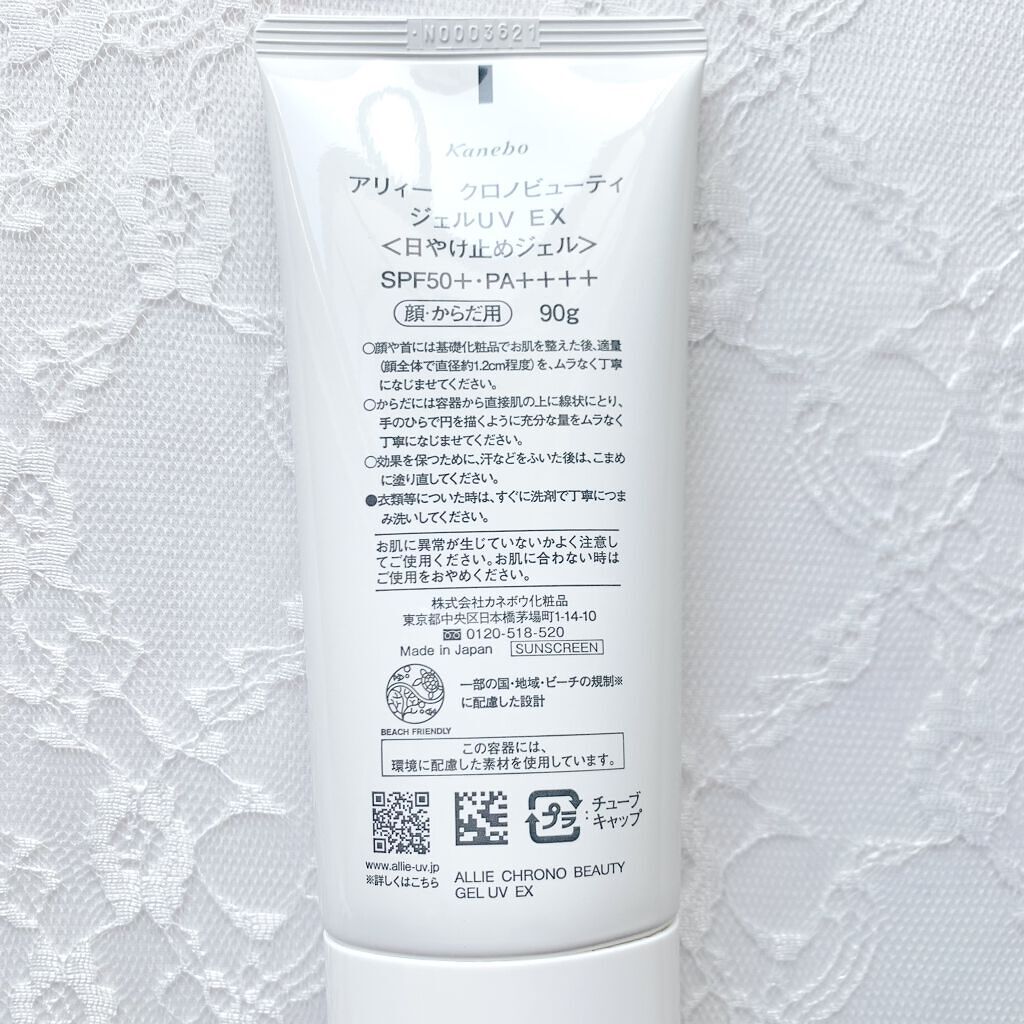 ·N0003621
Kanebo
アリィー クロノビューティ
ジェルUV EX
＜日やけ止めジェル＞
SPF50+･PA++++
顔･からだ用 90g
○顔や首には基礎化粧品でお肌を整えた後、適量
（顔全体で直径約1.2cm程度）を、ムラなく丁寧
になじませてください。
○からだには容器から直接肌の上に線状にとり、
手のひらで円を描くように充分な量をムラなく
丁寧になじませてください。
○効果を保つために、汗などをふいた後は、こまめ
に塗り直してください。
●衣類等についた時は、すぐに洗剤で丁寧につま
み洗いしてください。
お肌に異常が生じていないかよく注意し
てご使用ください。お肌に合わない時は
ご使用をおやめください。
株式会社カネボウ化粧品
東京都中央区日本橋茅場町1-14-10
0120-518-520
Made in Japan SUNSCREEN
一部の国・地域・ビーチの規制※
に配慮した設計
BEACH FRIENDLY
この容器には、
環境に配慮した素材を使用しています。
プラ : チューブ
キャップ
www.allie-uv.jp
※詳しくはこちら
ALLIE CHRONO BEAUTY
GEL UV EX